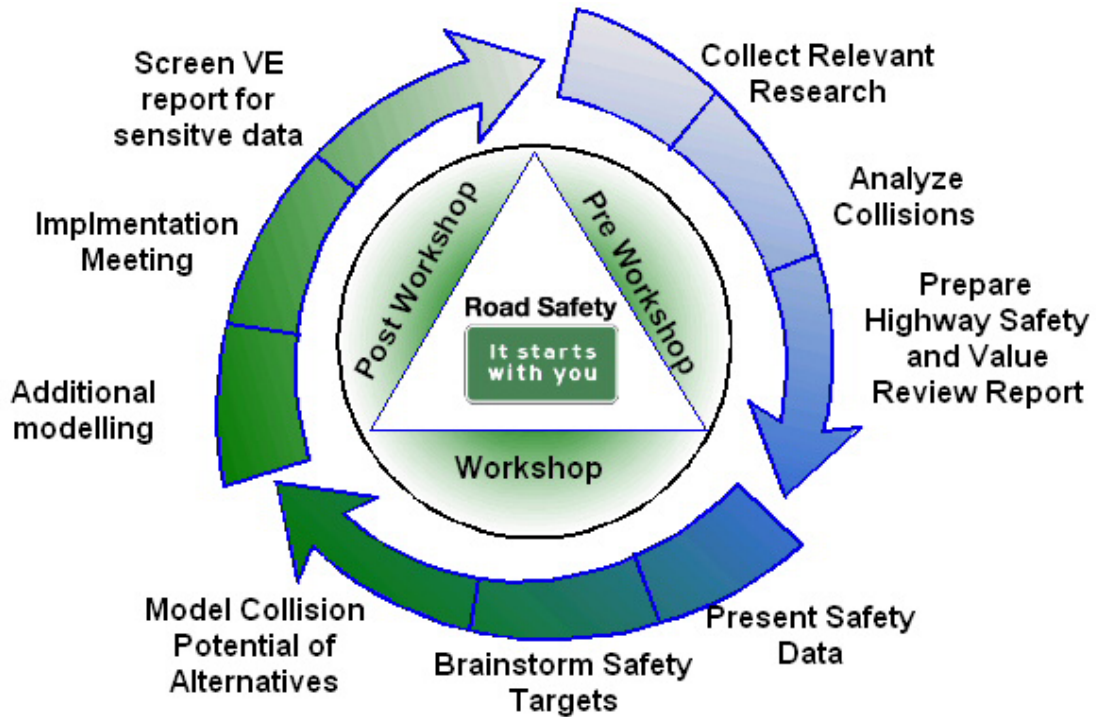 Collect Relevant
Research
Analyze
Collisions
Prepare
Highway Safety
and Value
Review Report
Present Safety
Data
Brainstorm Safety
Targets
Model Collision
Potential of
Alternatives
Additional
modelling
Implmentation
Meeting
Screen VE
report for
sensitve data
Pre Workshop
Workshop
Post Workshop
Road Safety
It starts
with you